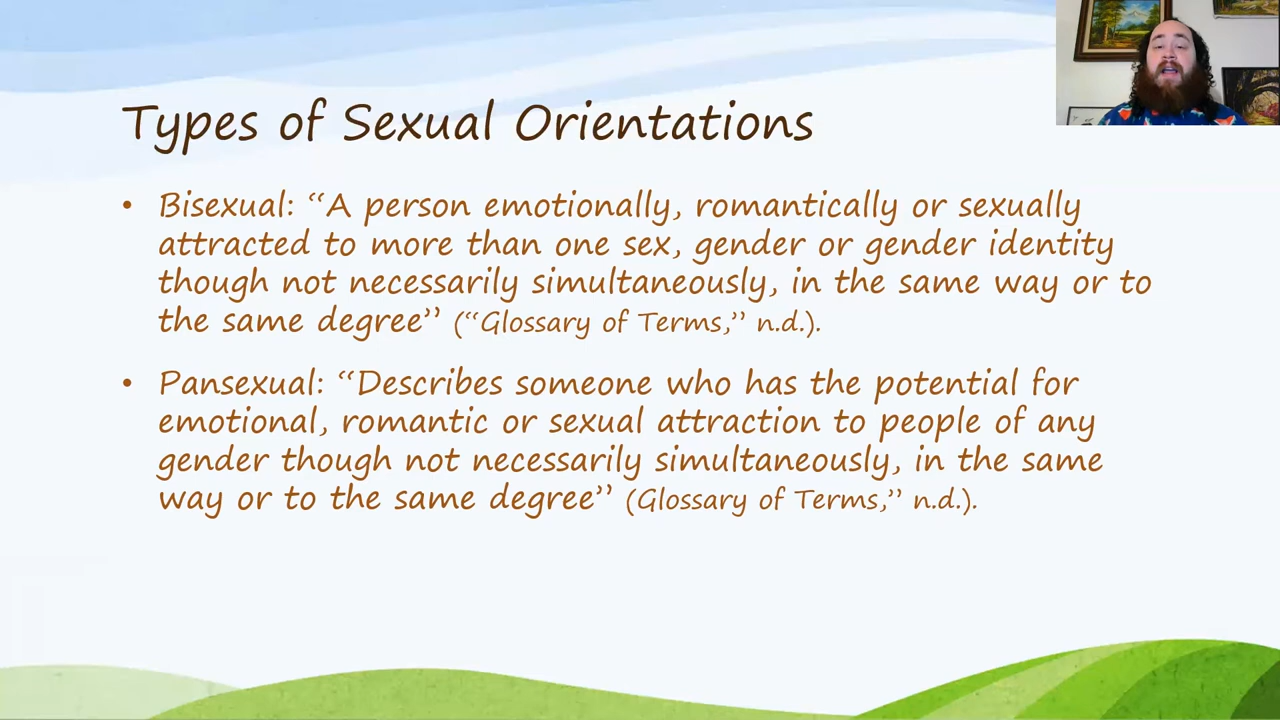 Types of Sexual Orientations
• Bisexual: “A person emotionally, romantically or sexually
attracted to more than one sex, gender or gender identity
though not necessarily simultaneously, in the same way or to
the same degree” (“Glossary of Terms,” n.d.).
• Pansexual: “Describes someone who has the potential for
emotional, romantic or sexual attraction to people of any
gender though not necessarily simultaneously, in the same
way or to the same degree” (Glossary of Terms,” n.d.).